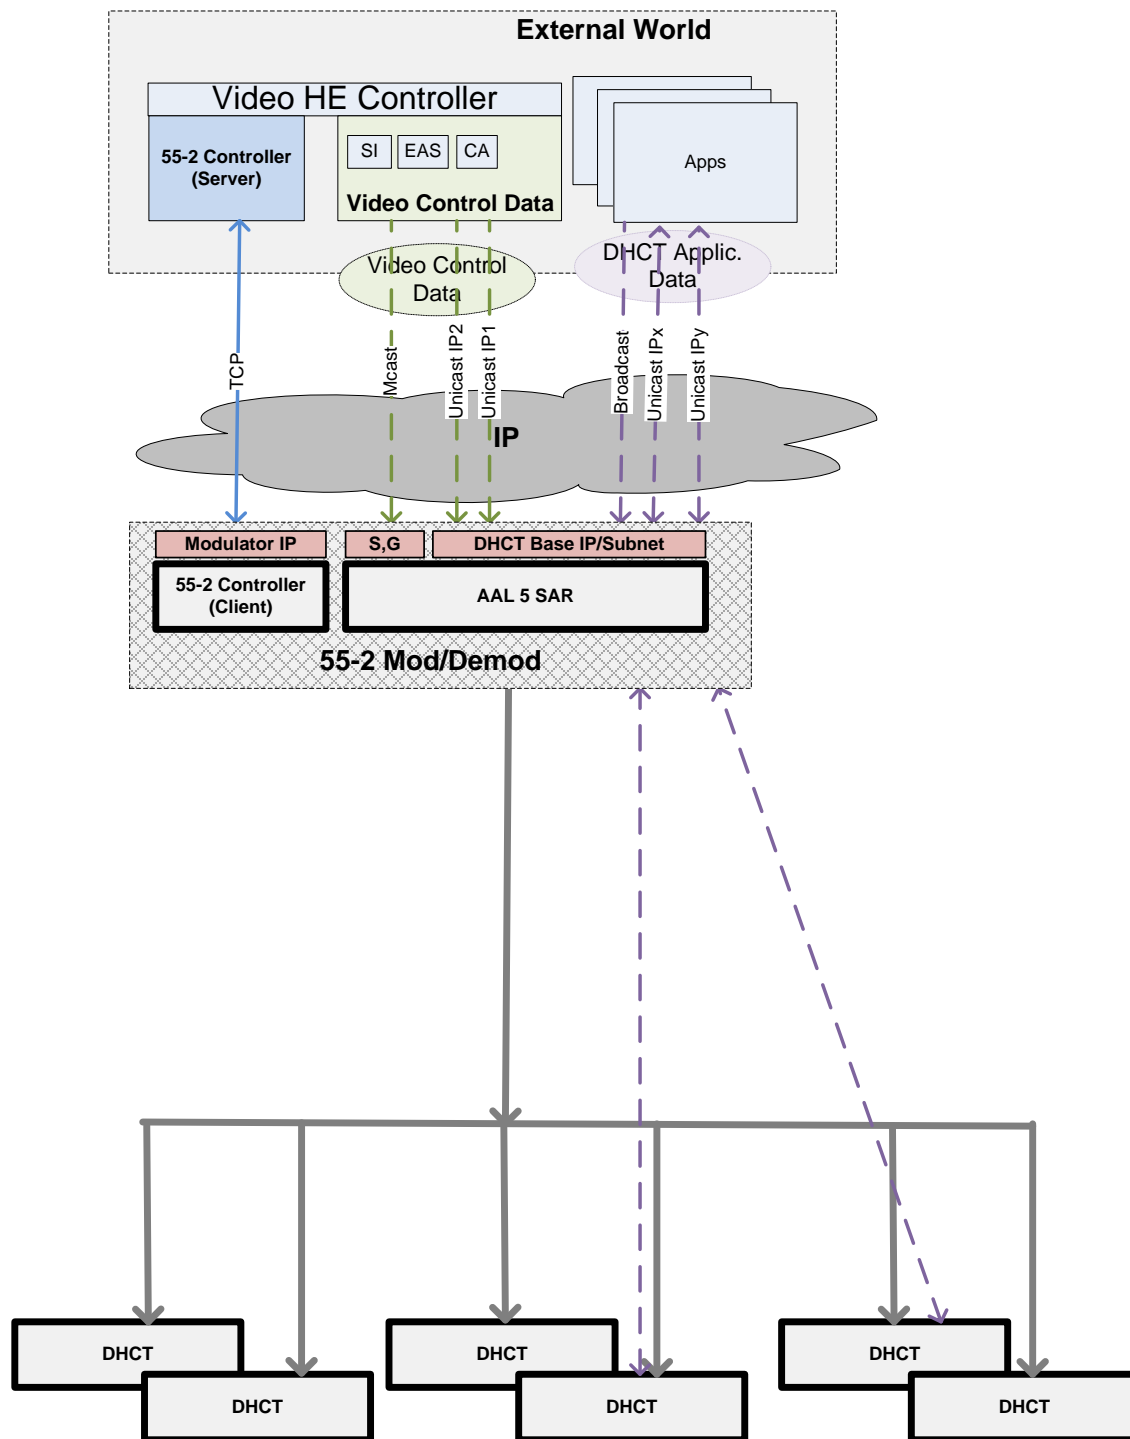 External World
Video HE Controller
55-2 Controller
(Server)
SI
EAS
CA
Video Control Data
Apps
Video Control
Data
DHCT Applic.
Data
TCP
Mcast
Unicast IP2
Unicast IP1
Broadcast
Unicast IPx
Unicast IPy
IP
Modulator IP
S,G
DHCT Base IP/Subnet
55-2 Controller
(Client)
AAL 5 SAR
55-2 Mod/Demod
DHCT
DHCT
DHCT
DHCT
DHCT
DHCT